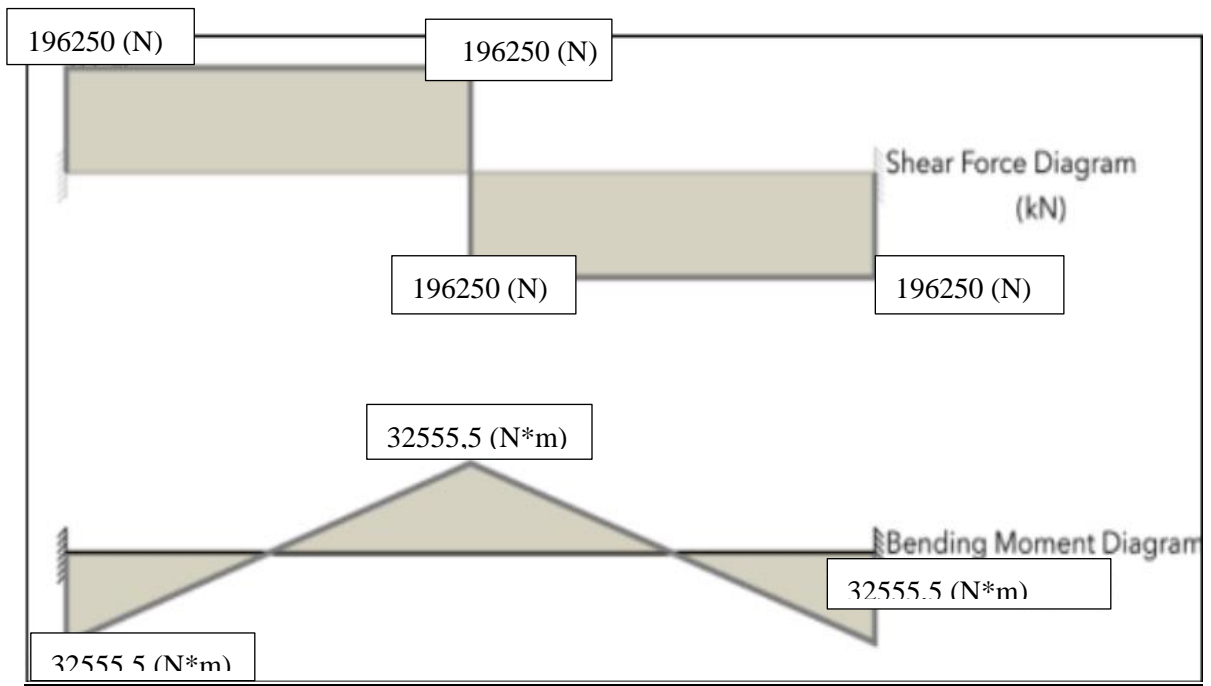 196250 (N)
196250 (N)
Shear Force Diagram
(kN)
196250 (N)
196250 (N)
32555,5 (N*m)
Bending Moment Diagram
32555,5 (N*m)
32555,5 (N*m)